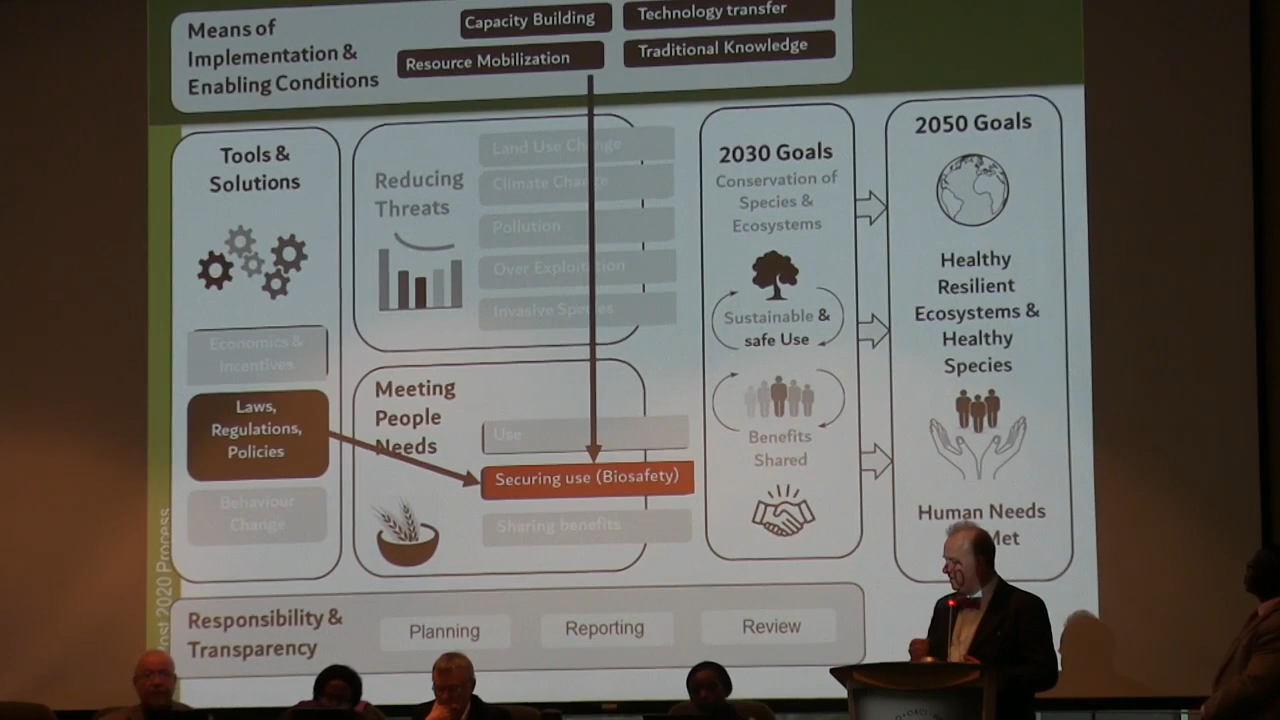 Means of
Implementation &
Enabling Conditions
Capacity Building
Technology transfer
Resource Mobilization
Traditional Knowledge
Tools &
Solutions
Economics &
Incentives
Laws,
Regulations,
Policies
Behaviour
Change
Reducing
Threats
Land Use Change
Climate Change
Pollution
Over Exploitation
Invasive Species
Meeting
People
Needs
Use
Securing use (Biosafety)
Sharing benefits
2030 Goals
Conservation of
Species &
Ecosystems
Sustainable &
safe Use
Benefits
Shared
2050 Goals
Healthy
Resilient
Ecosystems &
Healthy
Species
Human Needs
Met
Post 2020 Process
Responsibility &
Transparency
Planning
Reporting
Review